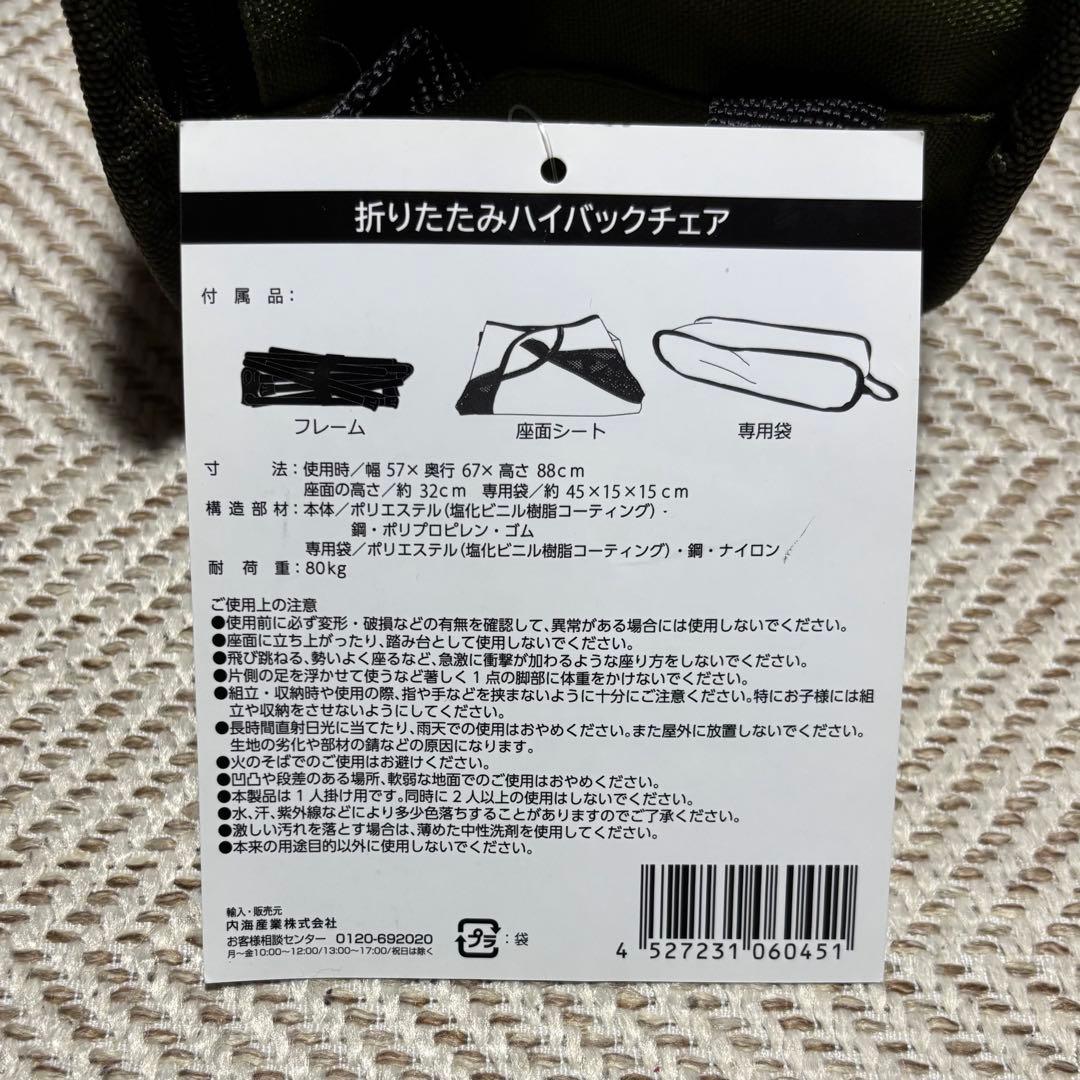 折りたたみハイバックチェア
付属品：
フレーム
座面シート
専用袋
寸法：使用時／幅 57× 奥行 67× 高さ 88cm
座面の高さ／約 32cm 専用袋／約 45×15×15cm
構造部材：本体／ポリエステル（塩化ビニル樹脂コーティング）・
鋼・ポリプロピレン・ゴム
専用袋／ポリエステル（塩化ビニル樹脂コーティング）・鋼・ナイロン
耐荷重：80kg
ご使用上の注意
●使用前に必ず変形・破損などの有無を確認して、異常がある場合には使用しないでください。
●座面に立ち上がったり、踏み台として使用しないでください。
●飛び跳ねる、勢いよく座るなど、急激に衝撃が加わるような座り方をしないでください。
●片側の足を浮かせて使うなど著しく1点の脚部に体重をかけないでください。
●組立・収納時や使用の際、指や手などを挟まないように十分にご注意ください。特にお子様には組
立や収納をさせないようにしてください。
●長時間直射日光に当てたり、雨天での使用はおやめください。また屋外に放置しないでください。
生地の劣化や部材の錆などの原因になります。
●火のそばでのご使用はお避けください。
●凹凸や段差のある場所、軟弱な地面でのご使用はおやめください。
●本製品は1人掛け用です。同時に2人以上の使用はしないでください。
●水、汗、紫外線などにより多少色落ちすることがありますのでご了承ください。
●激しい汚れを落とす場合は、薄めた中性洗剤を使用してください。
●本来の用途目的以外に使用しないでください。
輸入・販売元
内海産業株式会社
お客様相談センター 0120-692020
月～金10:00～12:00/13:00～17:00/祝日は除く
プラ：袋
4 527231 060451